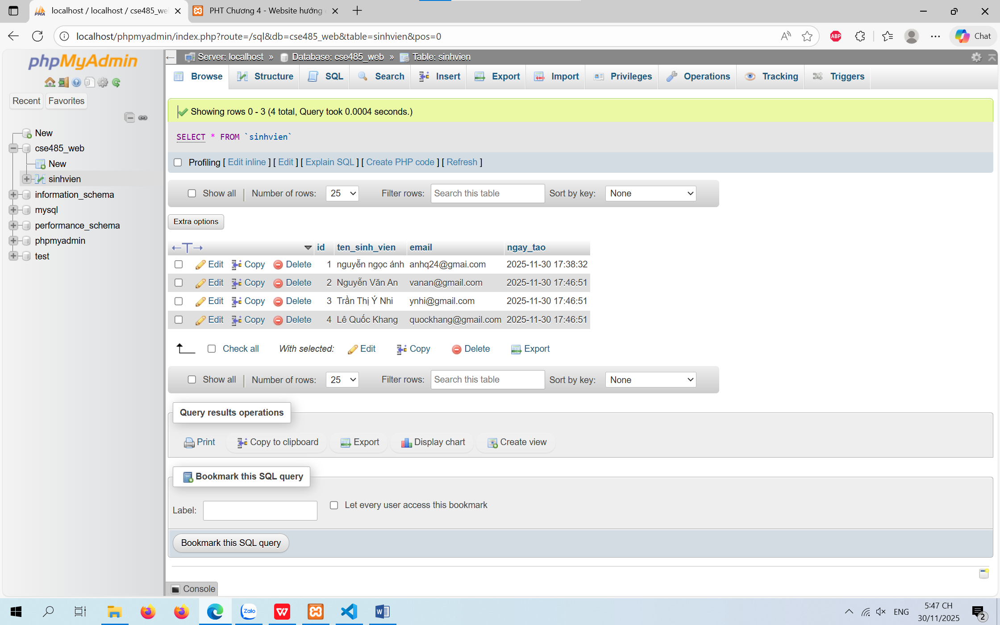 localhost / localhost / cse485_we
PHT Chương 4 - Website hướng
localhost/phpmyadmin/index.php?route=/sql&db=cse485_web&table=sinhvien&pos=0
ABP
Chat
phpMyAdmin
Recent Favorites
New
cse485_web
New
sinhvien
information_schema
mysql
performance_schema
phpmyadmin
test
Server: localhost » Database: cse485_web » Table: sinhvien
Browse Structure SQL Search Insert Export Import Privileges Operations Tracking Triggers
Showing rows 0 - 3 (4 total, Query took 0.0004 seconds.)
SELECT * FROM `sinhvien`
Profiling [ Edit inline ] [ Edit ] [ Explain SQL ] [ Create PHP code ] [ Refresh ]
Show all | Number of rows: 25 Filter rows: Search this table Sort by key: None
Extra options
←T→ id ten_sinh_vien email ngay_tao
Edit Copy Delete 1 nguyễn ngọc ánh anhq24@gmai.com 2025-11-30 17:38:32
Edit Copy Delete 2 Nguyễn Văn An vanan@gmail.com 2025-11-30 17:46:51
Edit Copy Delete 3 Trần Thị Ý Nhi ynhi@gmail.com 2025-11-30 17:46:51
Edit Copy Delete 4 Lê Quốc Khang quockhang@gmail.com 2025-11-30 17:46:51
Check all With selected: Edit Copy Delete Export
Show all | Number of rows: 25 Filter rows: Search this table Sort by key: None
Query results operations
Print Copy to clipboard Export Display chart Create view
Bookmark this SQL query
Label: Let every user access this bookmark
Bookmark this SQL query
Console
Zalo
ENG
5:47 CH
30/11/2025
2